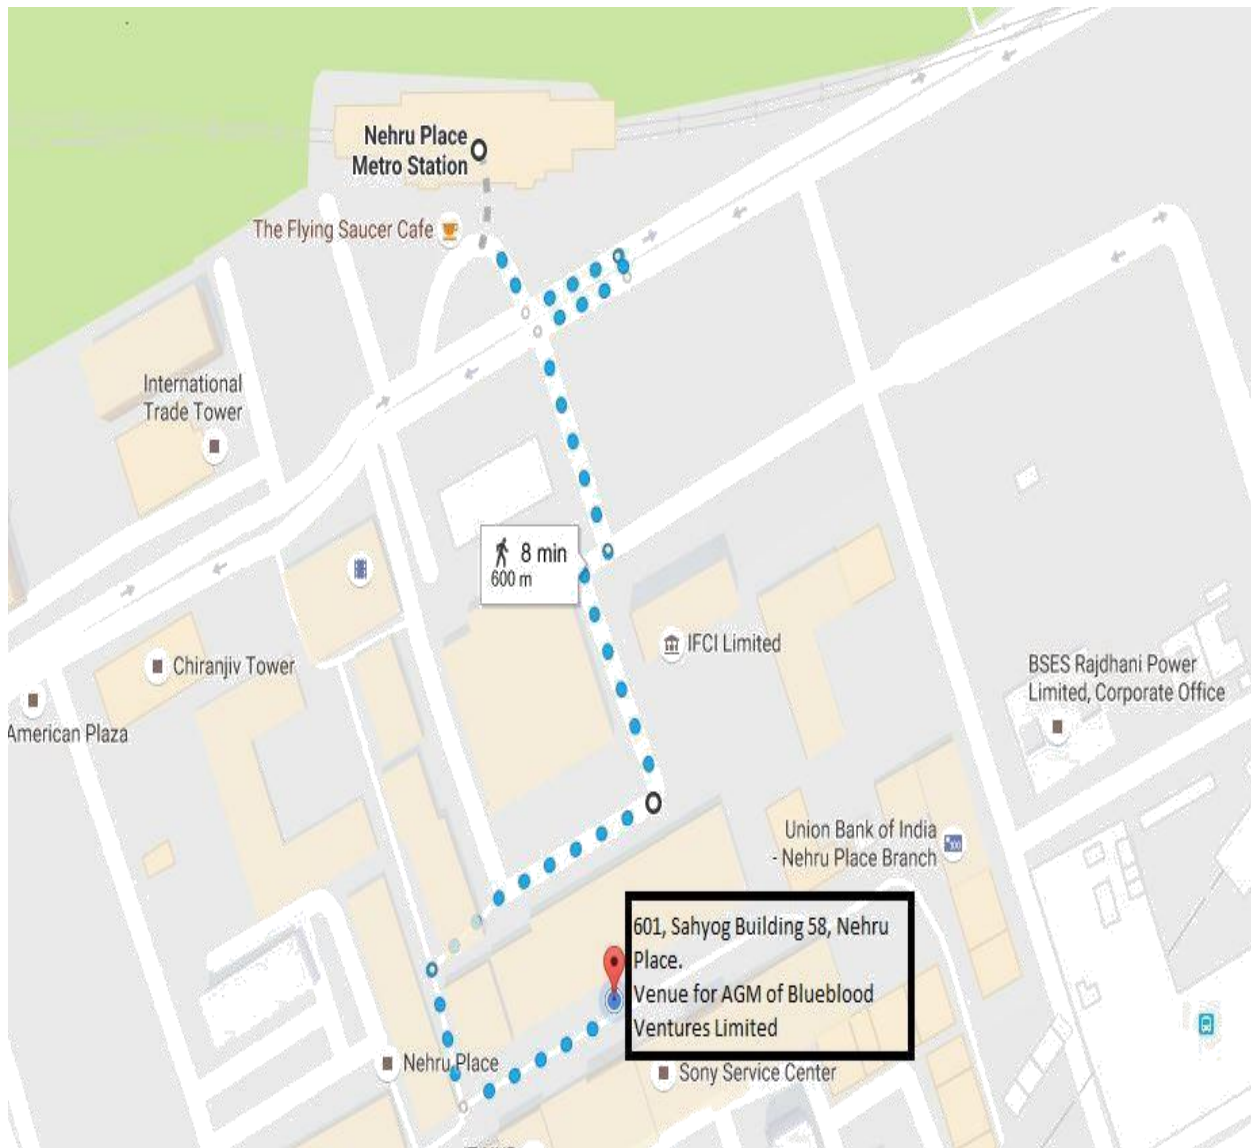 Nehru Place
Metro Station
The Flying Saucer Cafe
International
Trade Tower
8 min
600 m
IFCI Limited
Chiranjiv Tower
BSES Rajdhani Power
Limited, Corporate Office
American Plaza
Union Bank of India
- Nehru Place Branch
601, Sahyog Building 58, Nehru
Place.
Venue for AGM of Blueblood
Ventures Limited
Nehru Place
Sony Service Center